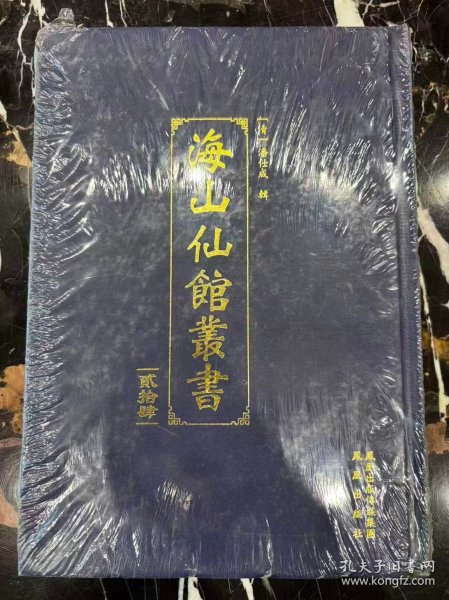 [清]潘仕成 輯
海山仙館叢書
貳拾肆
鳳凰出版傳媒集團
鳳凰出版社
孔夫子旧书网
www.kongfz.com